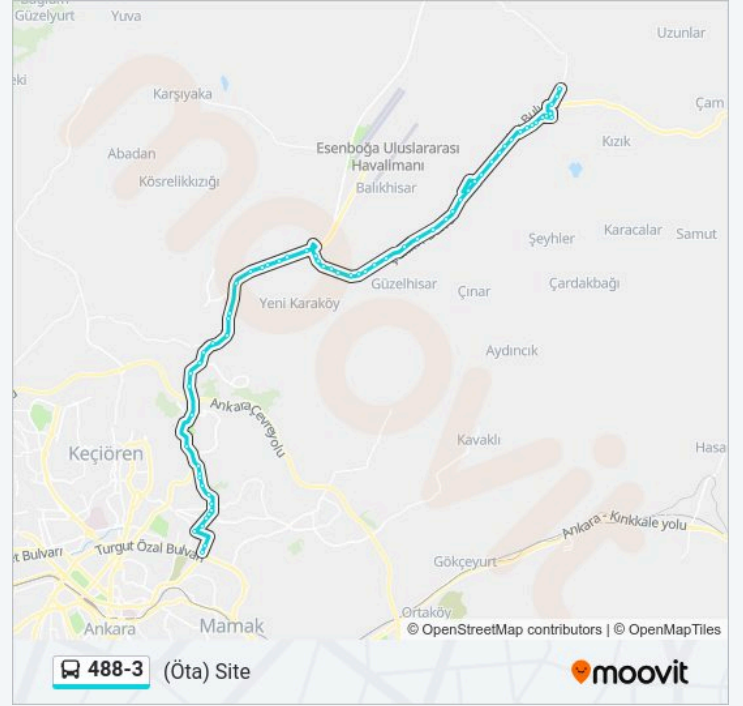 Güzelyurt
Yuva
Uzunlar
Karşıyaka
Çam
Abadan
Esenboğa Uluslararası
Havalimanı
Kızık
Kösrelikkızığı
Balıkhisar
Şeyhler
Karacalar
Samut
Güzelhisar
Çınar
Çardakbağı
Yeni Karaköy
Aydıncık
Ankara Çevreyolu
Kavaklı
Keçiören
Hasa
Ankara - Kırıkkale yolu
Turgut Özal Bulvarı
Gökçeyurt
Ortaköy
Ankara
Mamak
© OpenStreetMap contributors | © OpenMapTiles
488-3 (Öta) Site
moovit